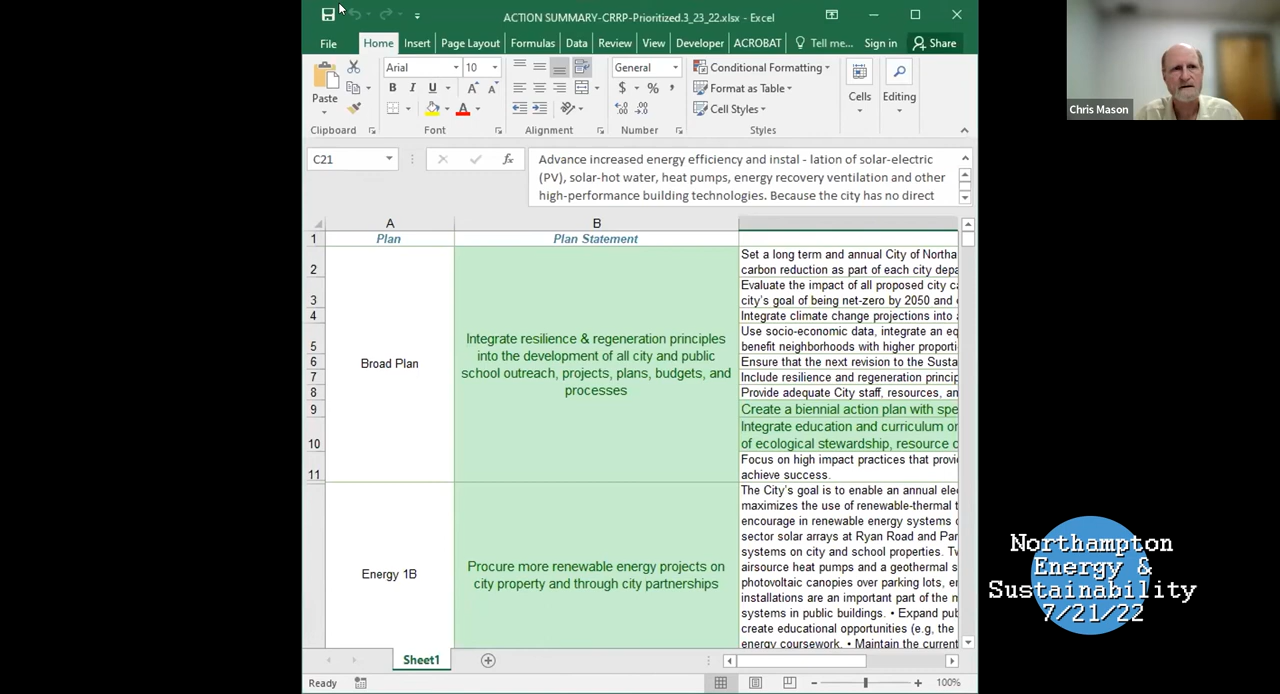 ACTION SUMMARY-CRRP-Prioritized.3_23_22.xlsx - Excel
File Home Insert Page Layout Formulas Data Review View Developer ACROBAT Tell me... Sign in Share
Paste
Arial 10
B I U
A A
A
General
$ % ,
Conditional Formatting
Format as Table
Cell Styles
Cells
Editing
Clipboard Font Alignment Number Styles
C21
fx
Advance increased energy efficiency and instal - lation of solar-electric
(PV), solar-hot water, heat pumps, energy recovery ventilation and other
high-performance building technologies. Because the city has no direct
A B
1 Plan Plan Statement
2
Set a long term and annual City of Northa
carbon reduction as part of each city depa
3
Evaluate the impact of all proposed city ca
city's goal of being net-zero by 2050 and
4
Integrate climate change projections into
5
Use socio-economic data, integrate an eq
benefit neighborhoods with higher proporti
6
Ensure that the next revision to the Susta
7
Include resilience and regeneration princip
8
Provide adequate City staff, resources, an
9
Create a biennial action plan with spe
10
Integrate education and curriculum on
of ecological stewardship, resource c
11
Focus on high impact practices that provi
achieve success.
Broad Plan
Integrate resilience & regeneration principles
into the development of all city and public
school outreach, projects, plans, budgets, and
processes
Energy 1B
Procure more renewable energy projects on
city property and through city partnerships
The City's goal is to enable an annual elec
maximizes the use of renewable-thermal t
encourage in renewable energy systems o
sector solar arrays at Ryan Road and Par
systems on city and school properties. Tw
airsource heat pumps and a geothermal s
photovoltaic canopies over parking lots, en
installations are an important part of the m
systems in public buildings. • Expand pub
create educational opportunities (e.g, the
energy coursework. • Maintain the current
Sheet1
Ready
100%
Chris Mason
Northampton
Energy &
Sustainability
7/21/22